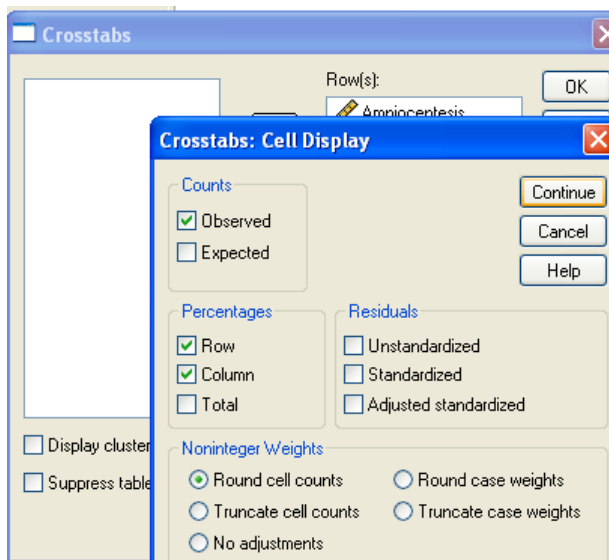 Crosstabs
Row(s):
OK
Amniocentesis
Crosstabs: Cell Display
Counts
Observed
Expected
Continue
Cancel
Help
Percentages
Row
Column
Total
Residuals
Unstandardized
Standardized
Adjusted standardized
Display cluster
Suppress table
Noninteger Weights
Round cell counts
Round case weights
Truncate cell counts
Truncate case weights
No adjustments